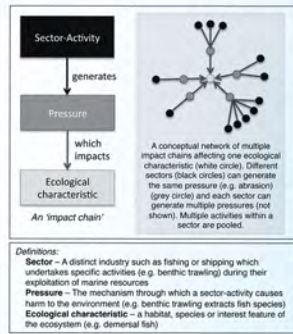 Sector-Activity
generates
Pressure
which
impacts
Ecological
characteristic
An 'impact chain'
A conceptual network of multiple
impact chains affecting one ecological
characteristic (white circle). Different
sectors (black circles) can generate
the same pressure (e.g. abrasion)
(grey circle) and each sector can
generate multiple pressures (not
shown). Multiple activities within a
sector are pooled.
Definitions:
Sector – A distinct industry such as fishing or shipping which
undertakes specific activities (e.g. benthic trawling) during their
exploitation of marine resources
Pressure – The mechanism through which a sector-activity causes
harm to the environment (e.g. benthic trawling extracts fish species)
Ecological characteristic – a habitat, species or interest feature of
the ecosystem (e.g. demersal fish)